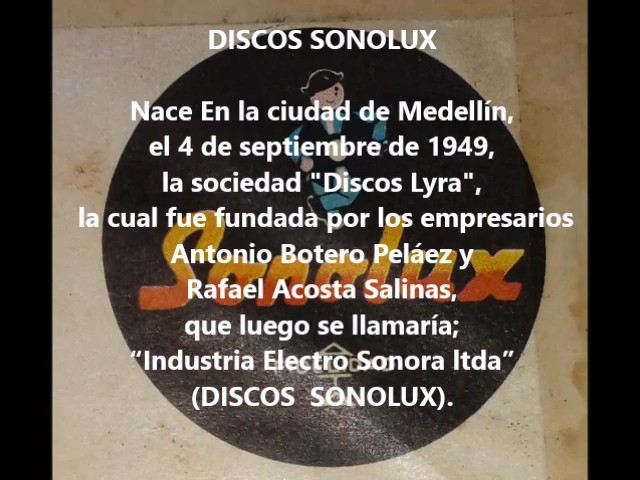 DISCOS SONOLUX
Nace En la ciudad de Medellín,
el 4 de septiembre de 1949,
la sociedad "Discos Lyra",
la cual fue fundada por los empresarios
Antonio Botero Peláez y
Sonolux
Rafael Acosta Salinas,
que luego se llamaría;
“Industria Electro Sonora ltda”
(DISCOS SONOLUX).